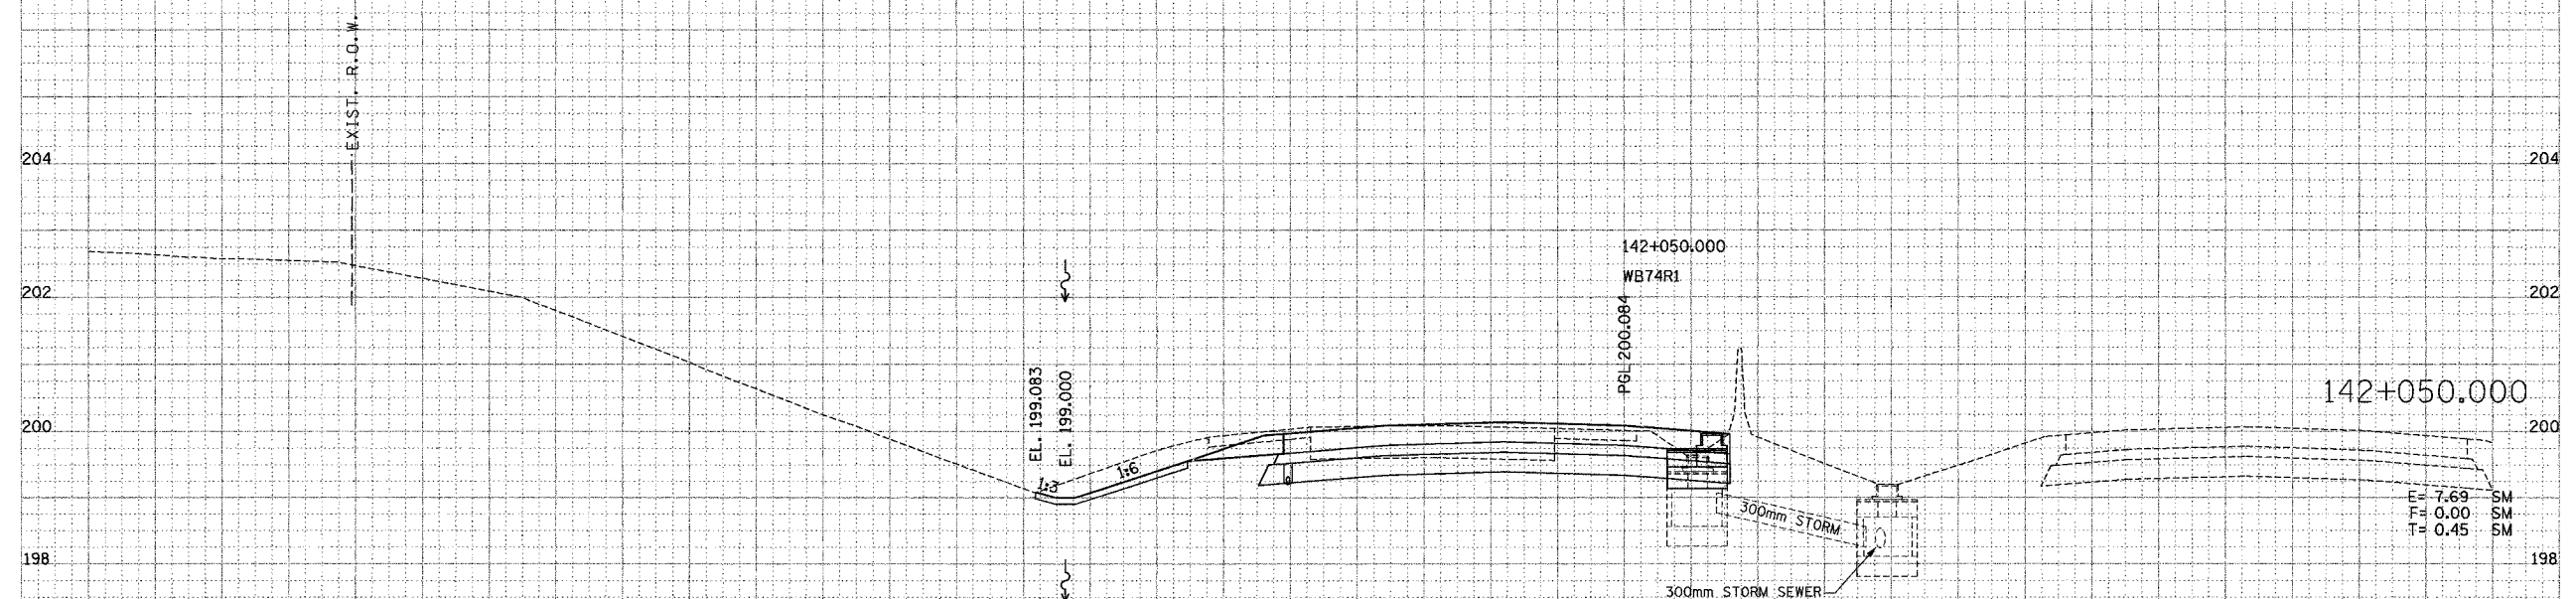 EXIST. R.O.W.
204
204
142+050.000
WB74R1
202
202
PGL200.084
EL. 199.083
EL. 199.000
142+050.000
200
200
1:6
1:3
E= 7.69 SM
F= 0.00 SM
T= 0.45 SM
300mm STORM
198
198
300mm STORM SEWER